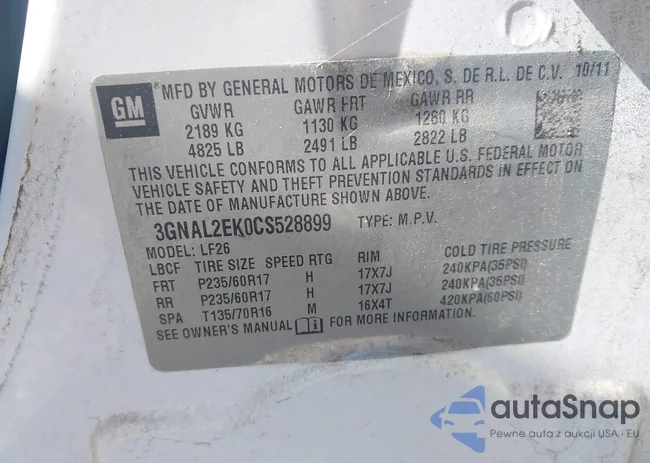 GM
® MFD BY GENERAL MOTORS DE MEXICO, S. DE R.L. DE C.V. 10/11
GVWR GAWR FRT GAWR RR
2189 KG 1130 KG 1280 KG
4825 LB 2491 LB 2822 LB
THIS VEHICLE CONFORMS TO ALL APPLICABLE U.S. FEDERAL MOTOR
VEHICLE SAFETY AND THEFT PREVENTION STANDARDS IN EFFECT ON
THE DATE OF MANUFACTURE SHOWN ABOVE.
3GNAL2EK0CS528899 TYPE: M.P.V.
MODEL: LF26
LBCF TIRE SIZE SPEED RTG RIM COLD TIRE PRESSURE
FRT P235/60R17 H 17X7J 240KPA(35PSI)
RR P235/60R17 H 17X7J 240KPA(35PSI)
SPA T135/70R16 M 16X4T 420KPA(60PSI)
SEE OWNER'S MANUAL FOR MORE INFORMATION.
autaSnap
Pewne auta z aukcji USA i EU